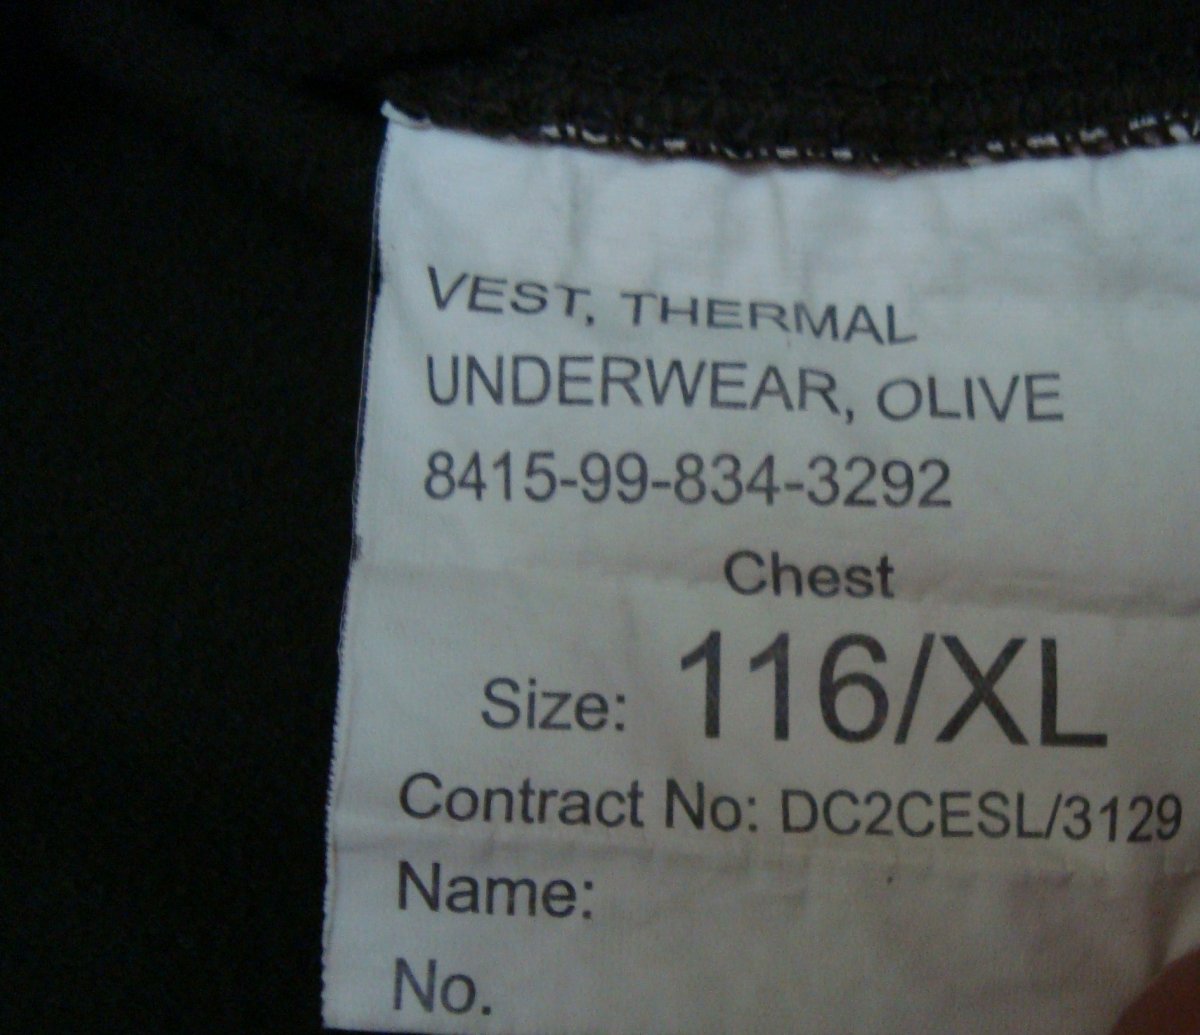 VEST, THERMAL
UNDERWEAR, OLIVE
8415-99-834-3292
Chest
Size: 116/XL
Contract No: DC2CESL/3129
Name:
No.